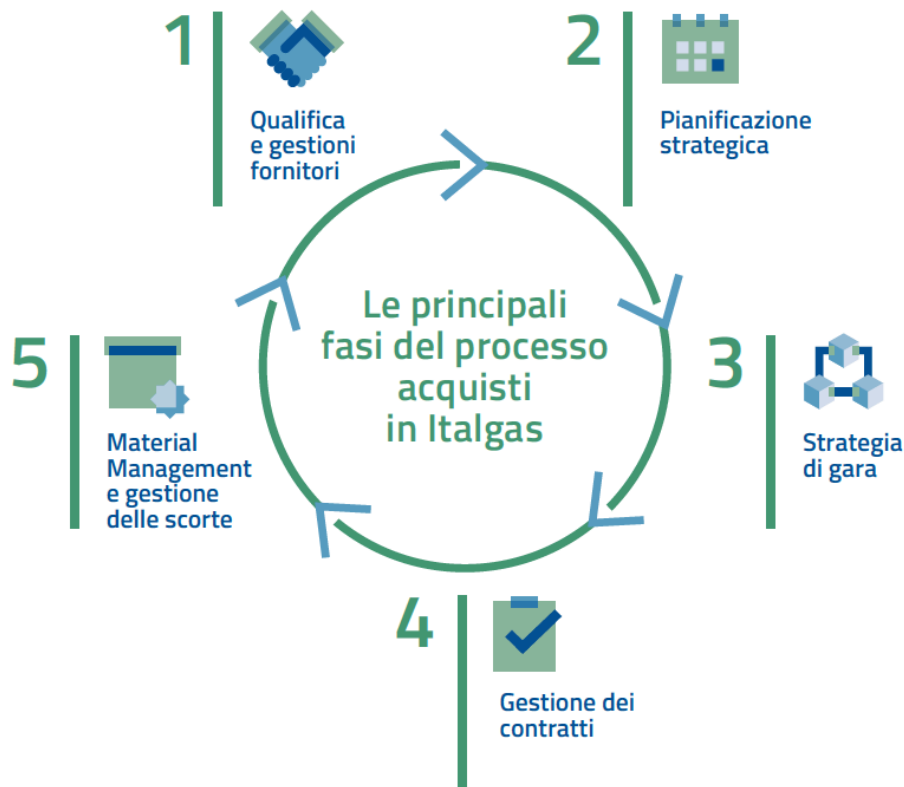 Le principali
fasi del processo
acquisti
in Italgas
1
Qualifica
e gestioni
fornitori
2
Pianificazione
strategica
3
Strategia
di gara
4
Gestione dei
contratti
5
Material
Management
e gestione
delle scorte